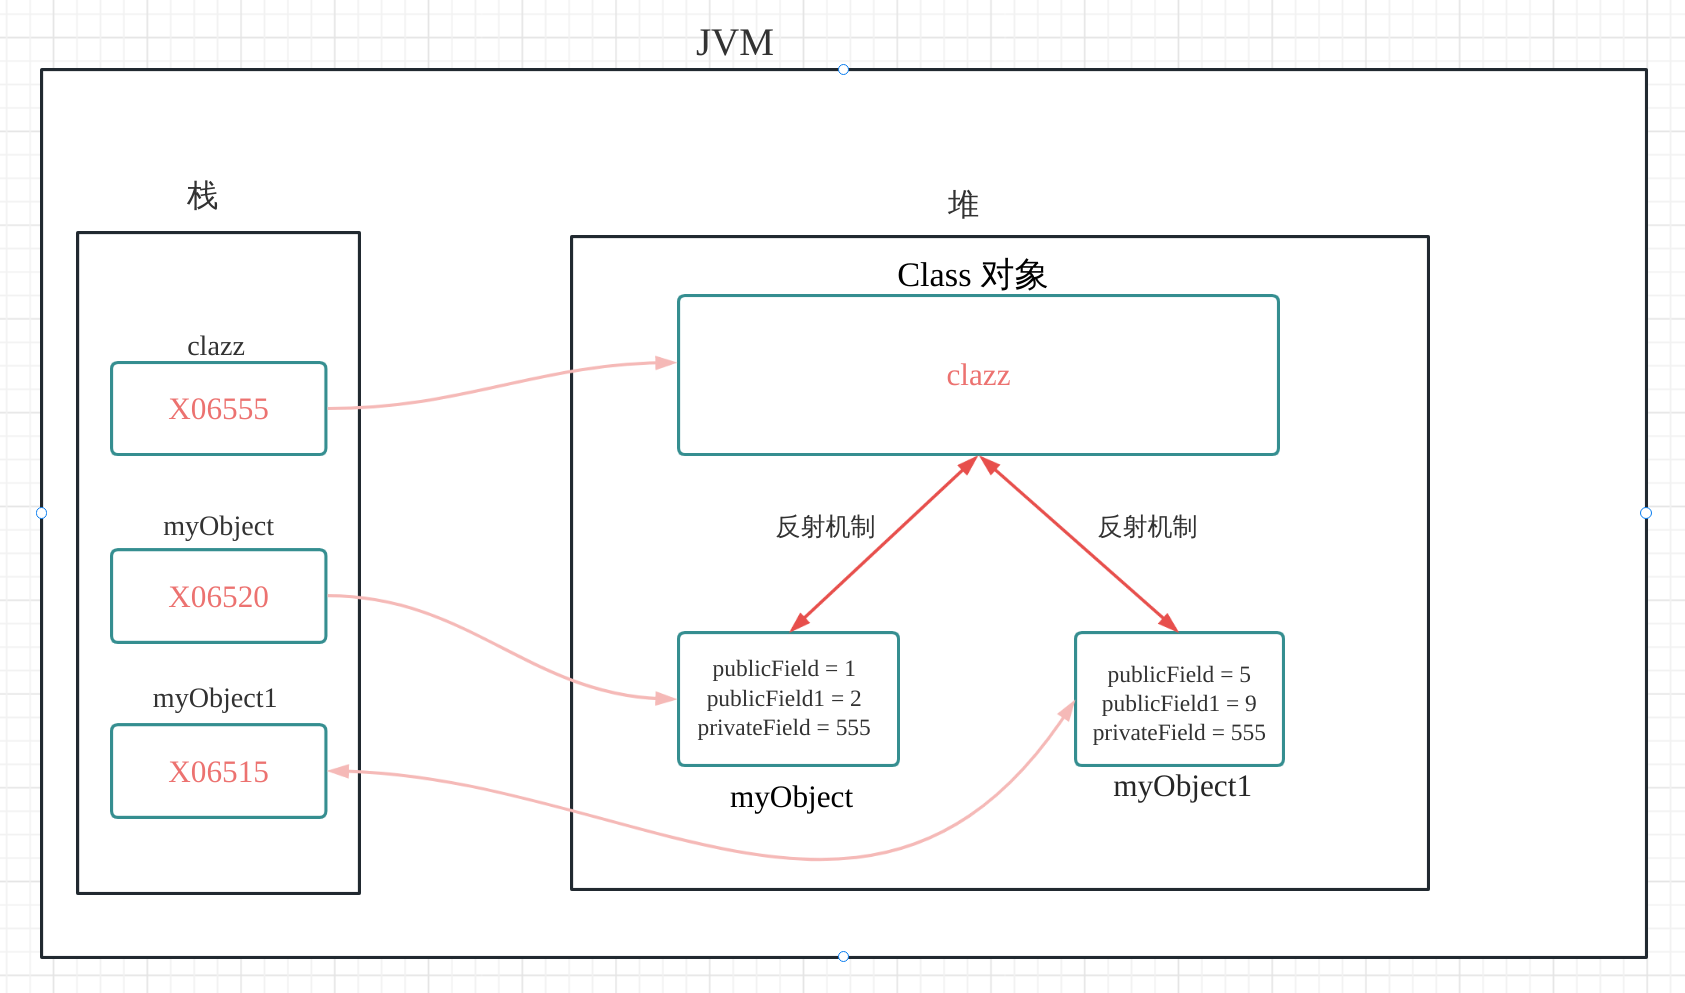 JVM
栈
堆
Class 对象
clazz
X06555
clazz
myObject
X06520
反射机制
反射机制
myObject1
X06515
publicField = 1
publicField1 = 2
privateField = 555
myObject
publicField = 5
publicField1 = 9
privateField = 555
myObject1